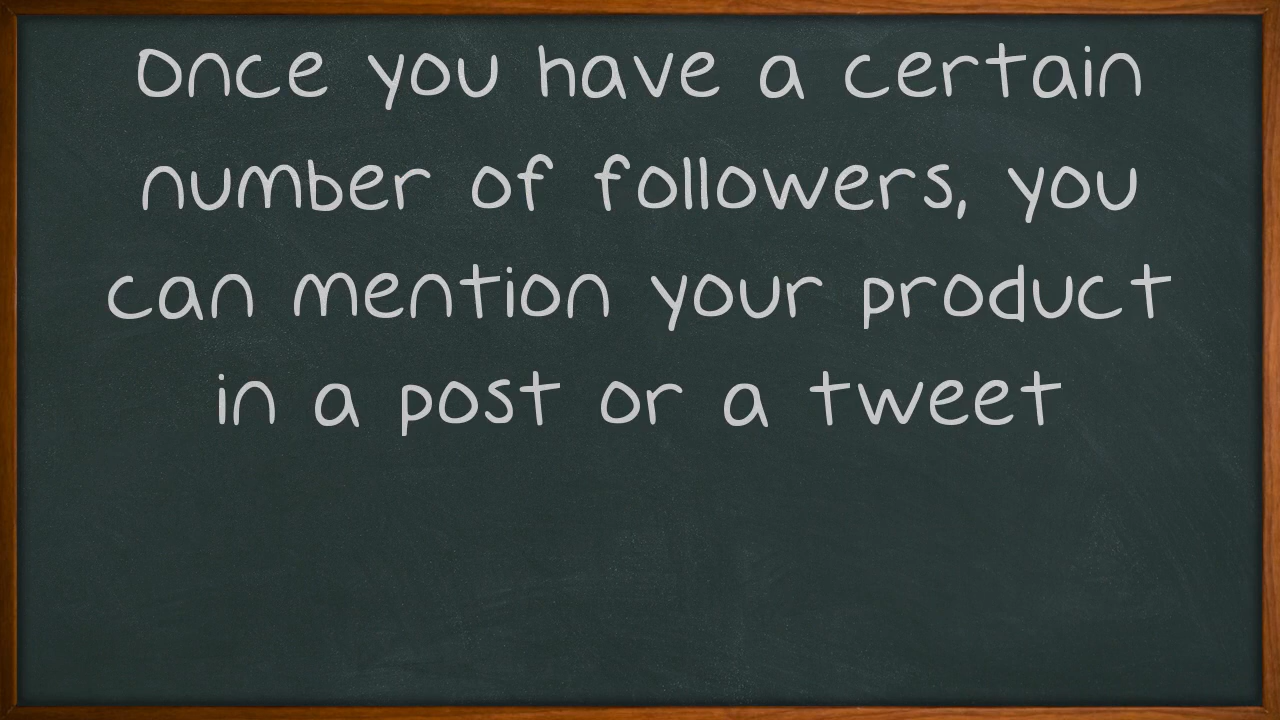 Once you have a certain
number of followers, you
can mention your product
in a post or a tweet